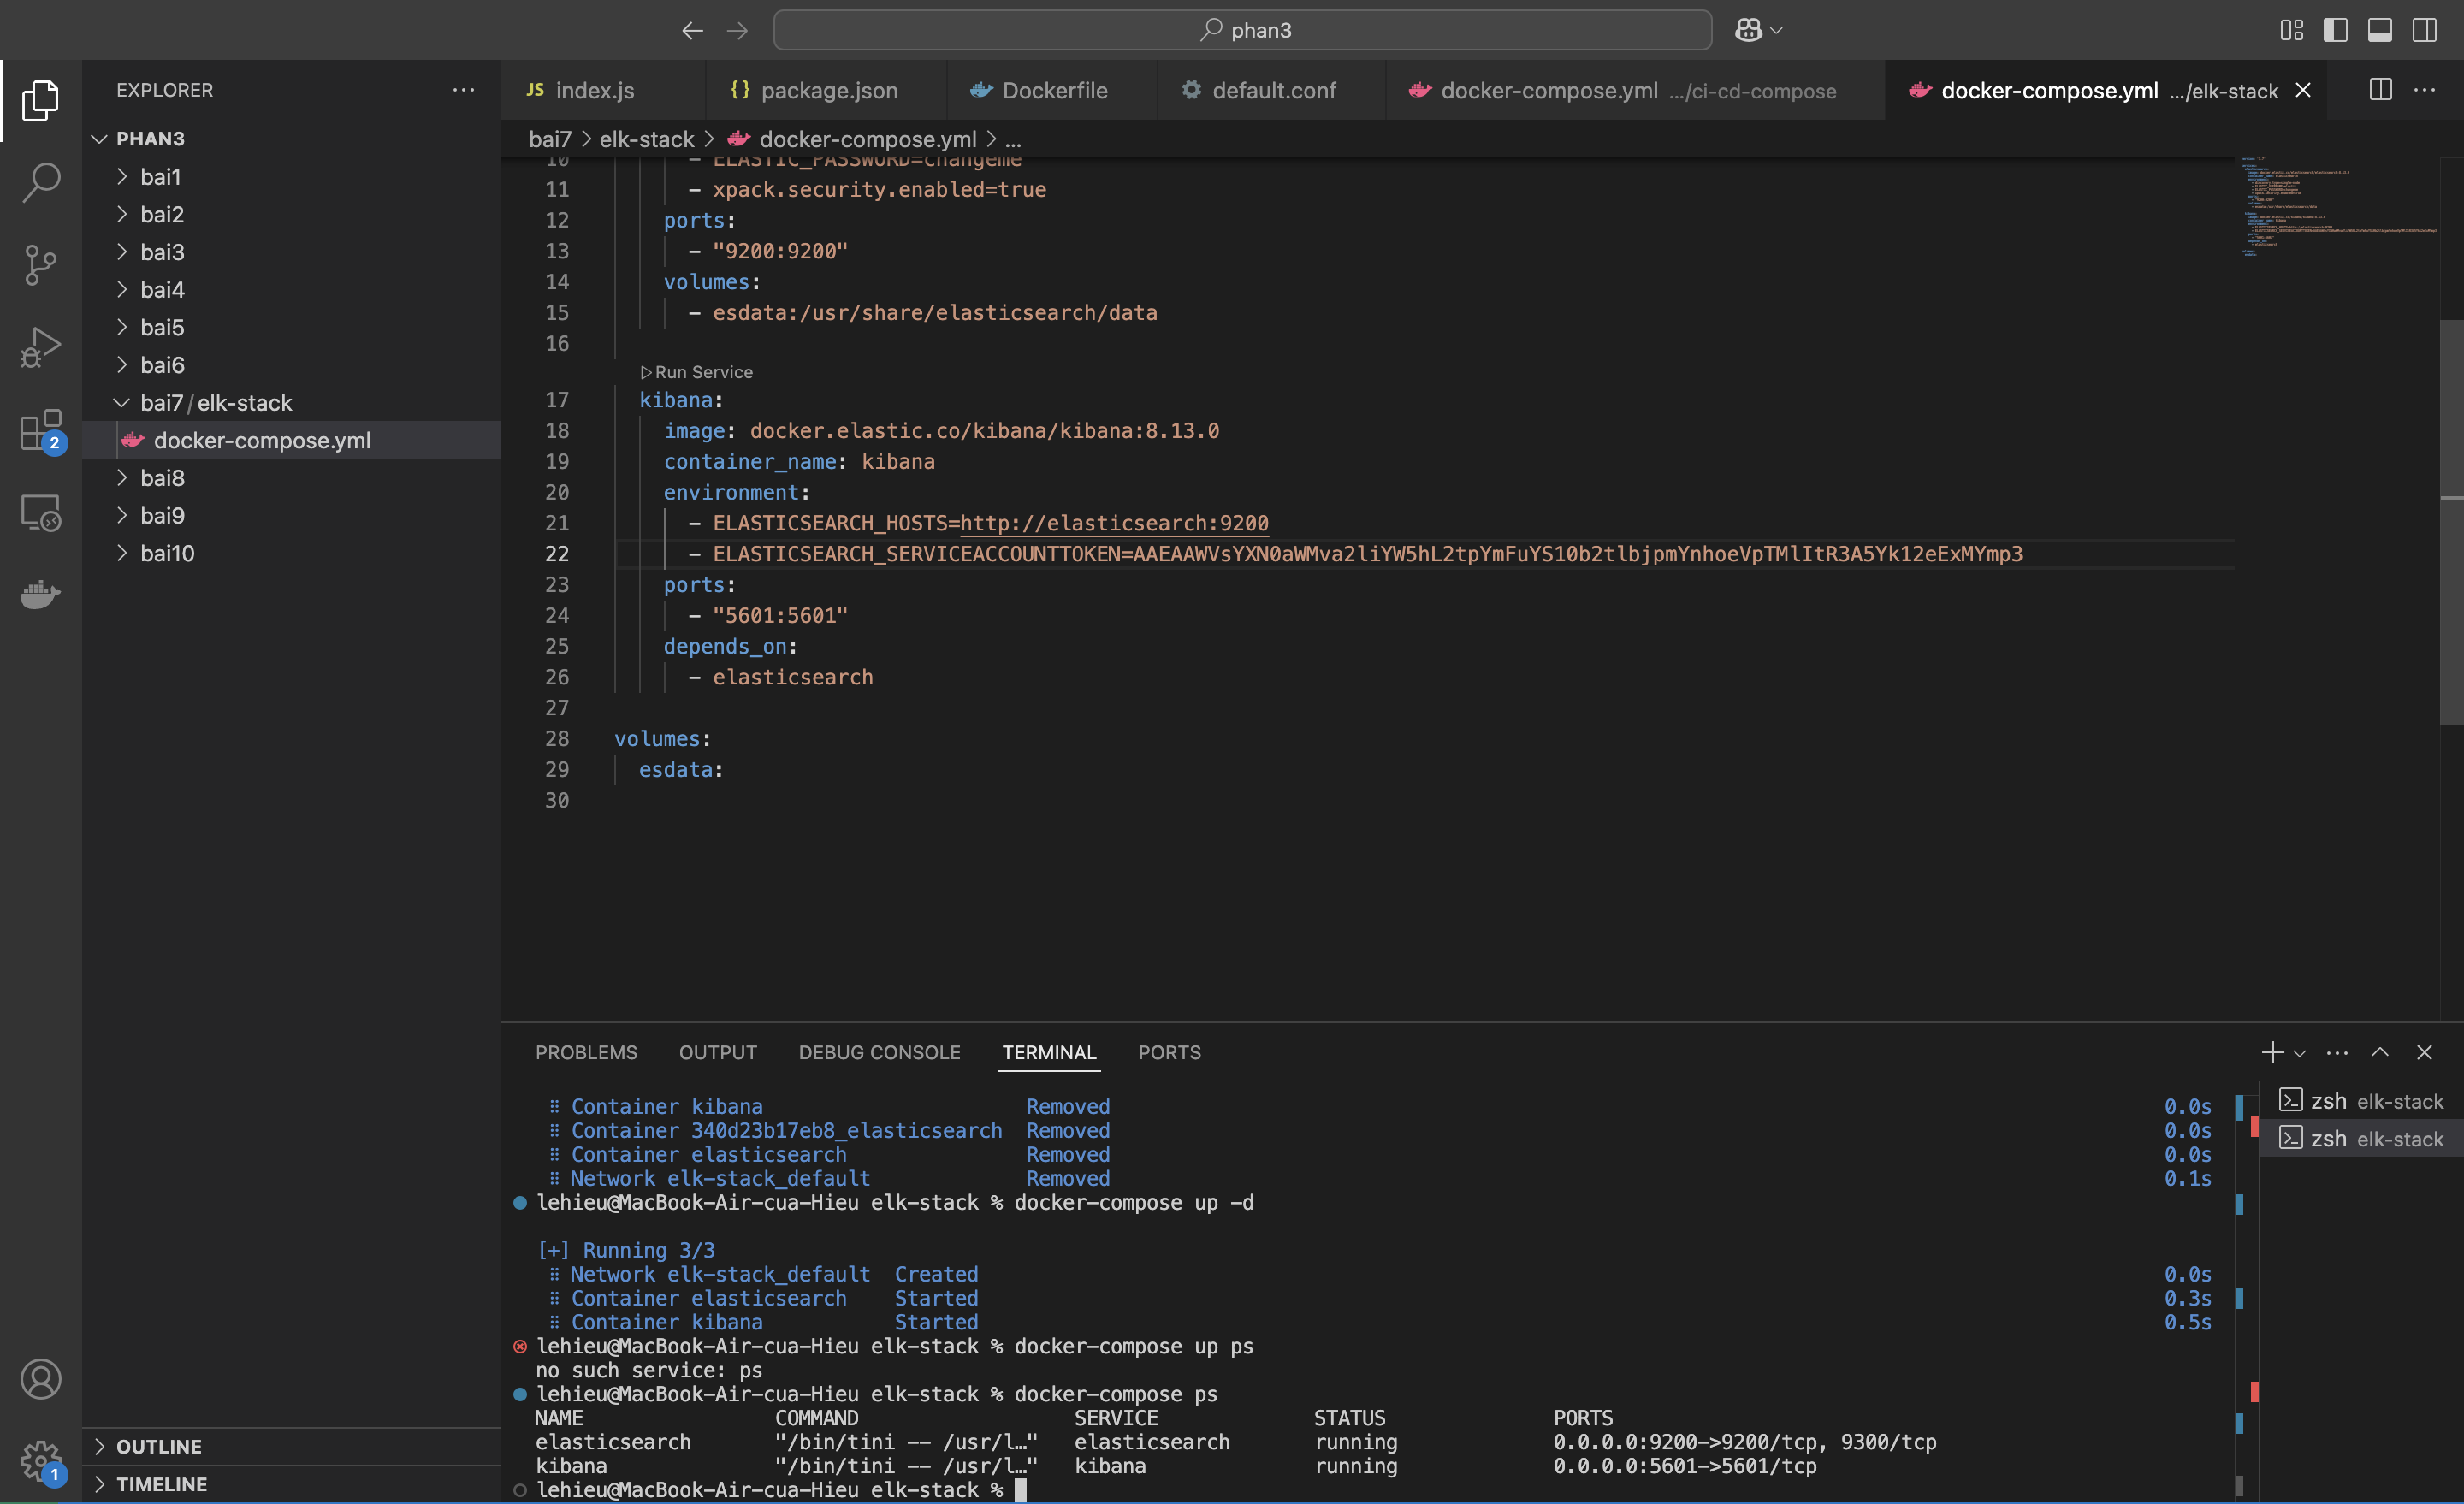 phan3
EXPLORER
PHAN3
bai1
bai2
bai3
bai4
bai5
bai6
bai7 / elk-stack
docker-compose.yml
bai8
bai9
bai10
OUTLINE
TIMELINE
2
1
JS index.js
{} package.json
Dockerfile
default.conf
docker-compose.yml .../ci-cd-compose
docker-compose.yml .../elk-stack
bai7 > elk-stack > docker-compose.yml > ...
10 - ELASTIC_PASSWORD=changeme
11 - xpack.security.enabled=true
12 ports:
13 - "9200:9200"
14 volumes:
15 - esdata:/usr/share/elasticsearch/data
16
Run Service
17 kibana:
18 image: docker.elastic.co/kibana/kibana:8.13.0
19 container_name: kibana
20 environment:
21 - ELASTICSEARCH_HOSTS=http://elasticsearch:9200
22 - ELASTICSEARCH_SERVICEACCOUNTTOKEN=AAEAAWVsYXN0aWMva2liYW5hL2tpYmFuYS10b2tlbjpmYnhoeVpTMlItR3A5Yk12eExMYmp3
23 ports:
24 - "5601:5601"
25 depends_on:
26 - elasticsearch
27
28 volumes:
29 esdata:
30
PROBLEMS OUTPUT DEBUG CONSOLE TERMINAL PORTS
Container kibana Removed 0.0s
Container 340d23b17eb8_elasticsearch Removed 0.0s
Container elasticsearch Removed 0.0s
Network elk-stack_default Removed 0.1s
lehieu@MacBook-Air-cua-Hieu elk-stack % docker-compose up -d
[+] Running 3/3
Network elk-stack_default Created 0.0s
Container elasticsearch Started 0.3s
Container kibana Started 0.5s
lehieu@MacBook-Air-cua-Hieu elk-stack % docker-compose up ps
no such service: ps
lehieu@MacBook-Air-cua-Hieu elk-stack % docker-compose ps
NAME COMMAND SERVICE STATUS PORTS
elasticsearch "/bin/tini -- /usr/l…" elasticsearch running 0.0.0.0:9200->9200/tcp, 9300/tcp
kibana "/bin/tini -- /usr/l…" kibana running 0.0.0.0:5601->5601/tcp
lehieu@MacBook-Air-cua-Hieu elk-stack %
zsh elk-stack
zsh elk-stack